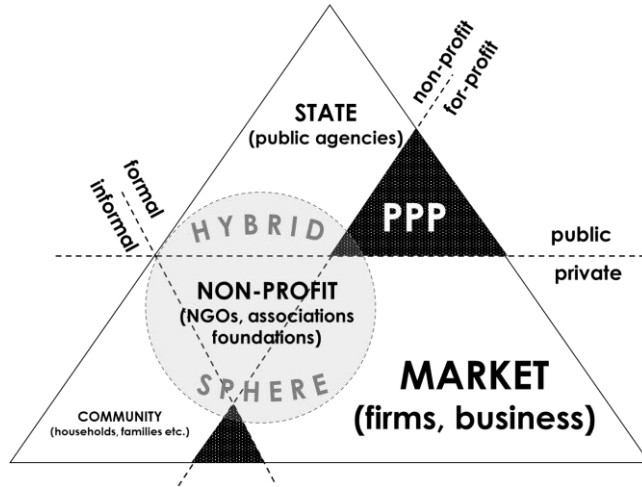 non-profit
for-profit
STATE
(public agencies)
formal
informal
HYBRID
PPP
public
private
NON-PROFIT
(NGOs, associations
foundations)
SPHERE
MARKET
(firms, business)
COMMUNITY
(households, families etc.)